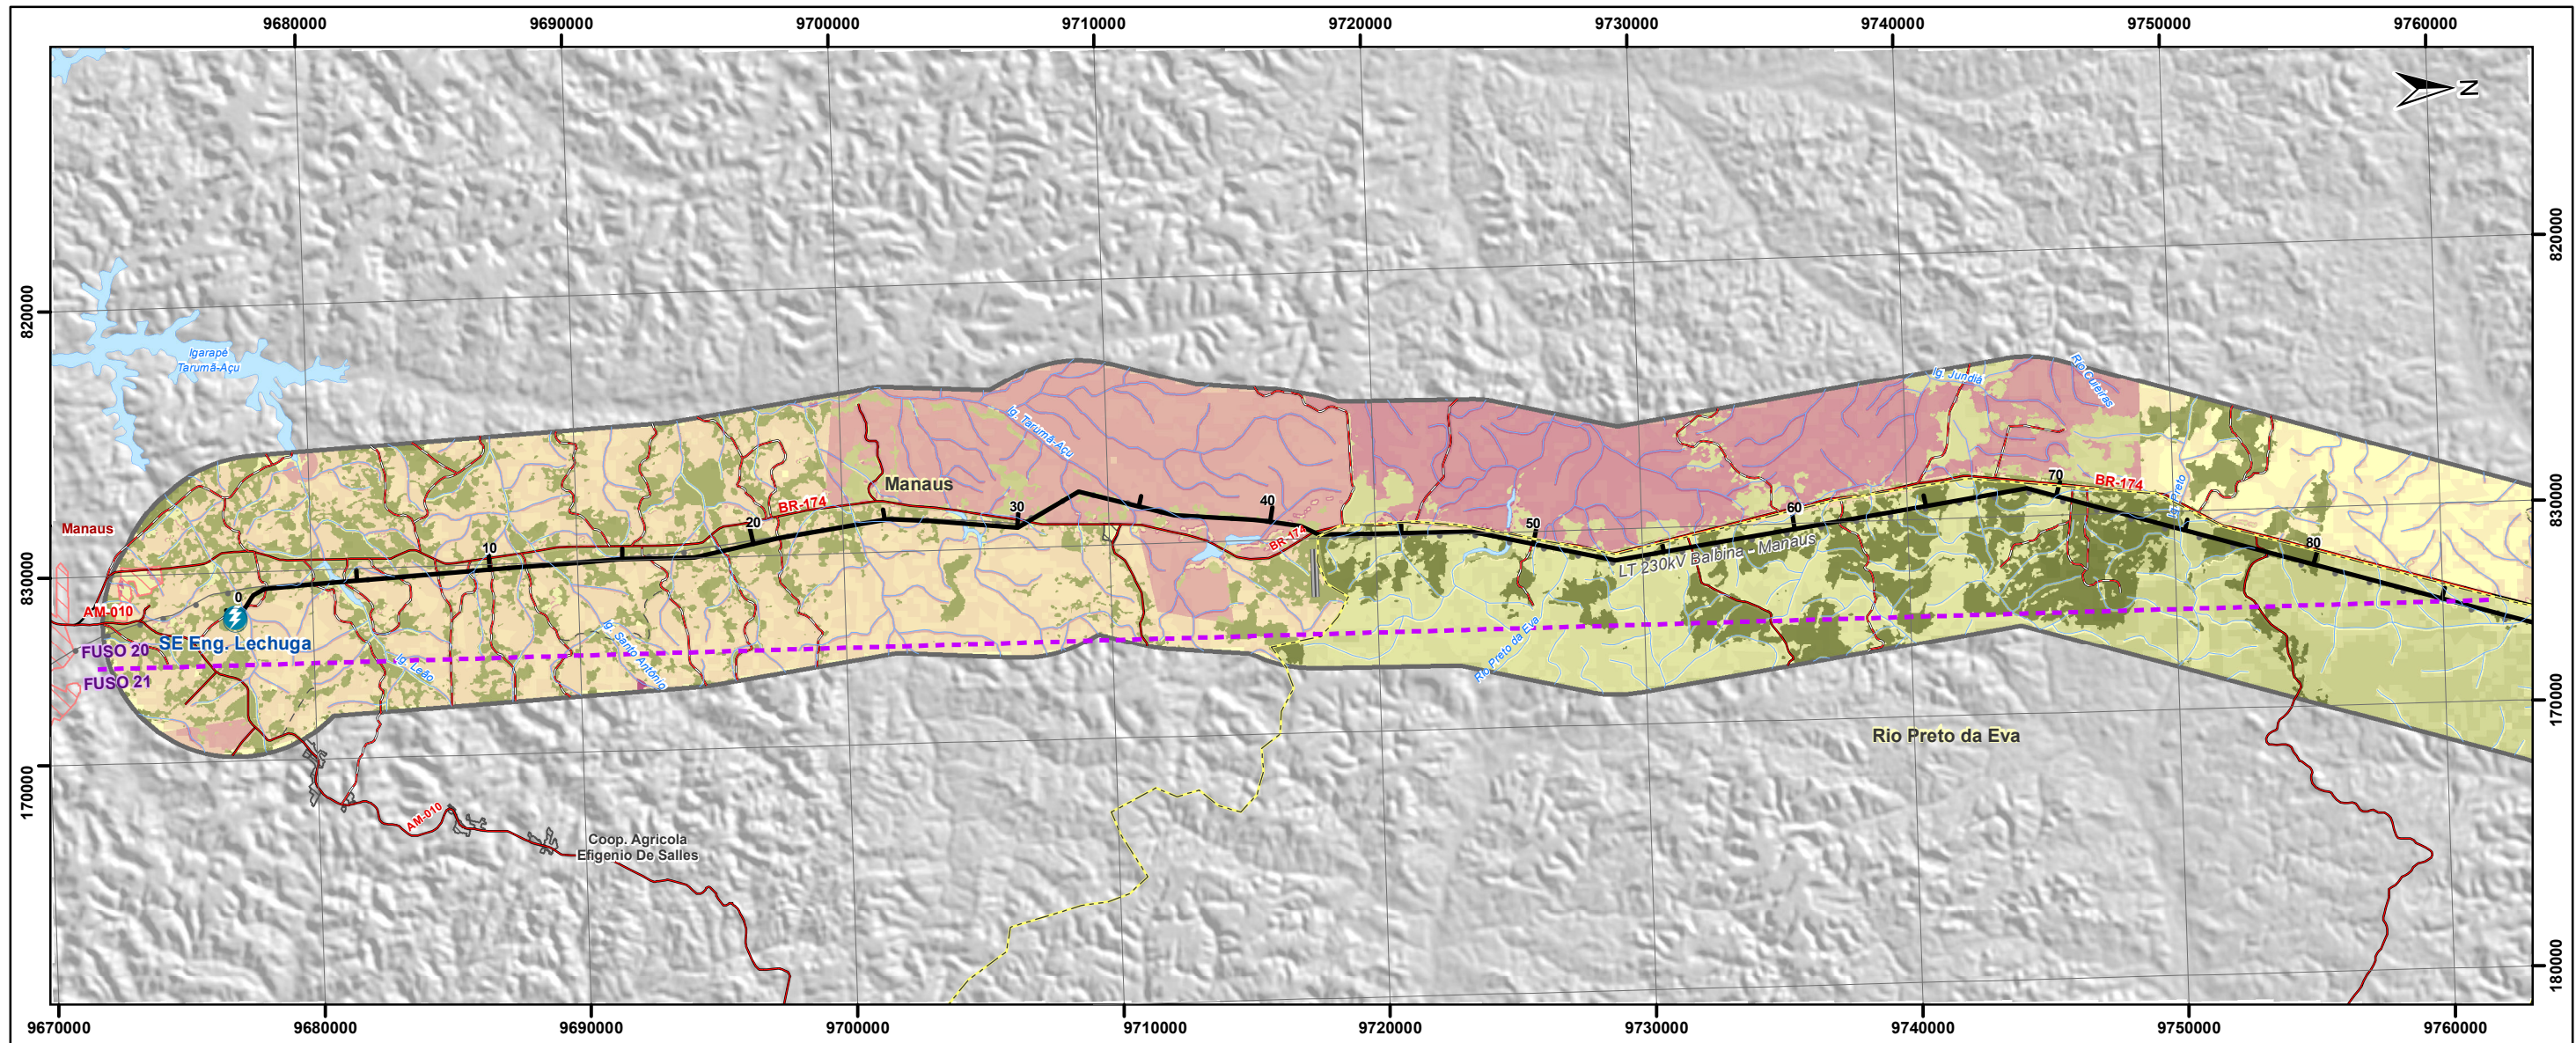 9680000
9690000
9700000
9710000
9720000
9730000
9740000
9750000
9760000
N
820000
820000
Igarapé
Tarumã-Açu
Ig. Tarumã-Açu
Ig. Jundiá
Rio Cuieiras
Manaus
BR-174
BR-174
Ig. Preto
Manaus
0
10
20
30
40
50
60
70
80
BR-174
LT 230kV Balbina - Manaus
830000
830000
AM-010
SE Eng. Lechuga
FUSO 20
FUSO 21
Ig. Leão
Ig. Santo Antônio
Rio Preto da Eva
Rio Preto da Eva
170000
170000
AM-010
Coop. Agricola
Efigenio De Salles
180000
9670000
9680000
9690000
9700000
9710000
9720000
9730000
9740000
9750000
9760000